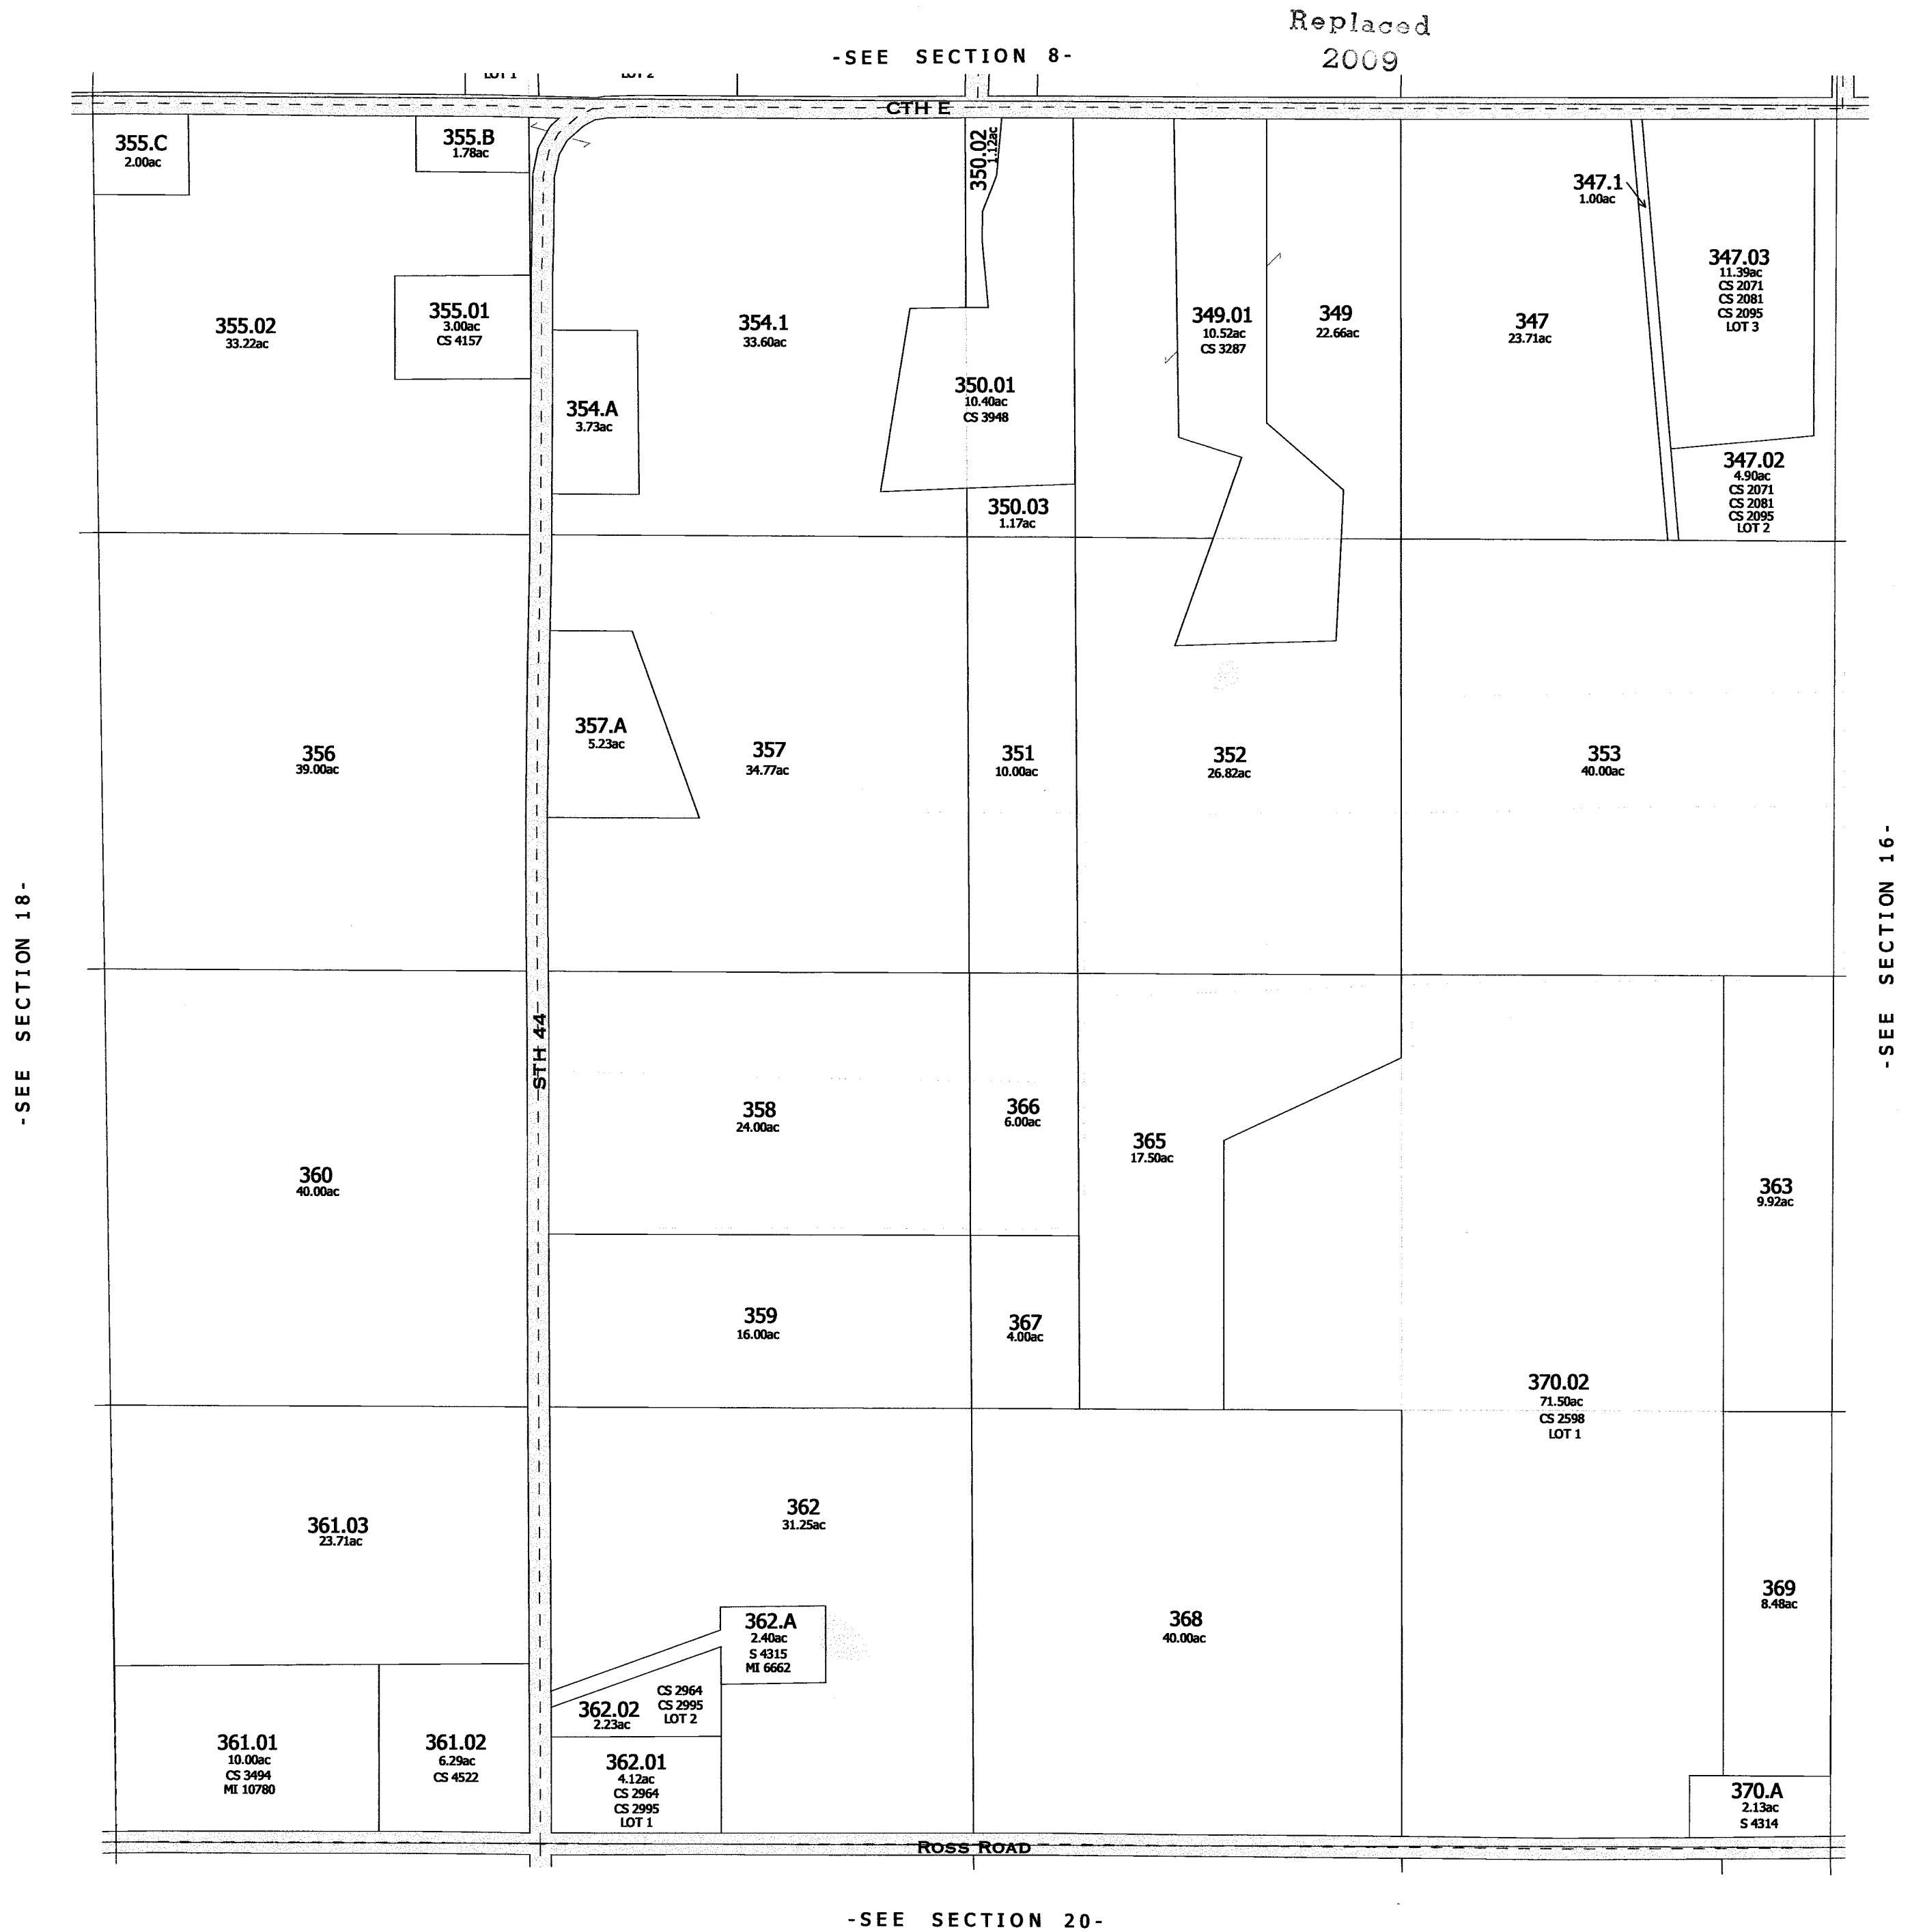 Replaced
2009
-SEE SECTION 8-
LOT 1
LOT 2
CTH E
355.C
2.00ac
355.B
1.78ac
350.02
1.12ac
347.1
1.00ac
347.03
11.39ac
CS 2071
CS 2081
CS 2095
LOT 3
355.02
33.22ac
355.01
3.00ac
CS 4157
354.1
33.60ac
349.01
10.52ac
CS 3287
349
22.66ac
347
23.71ac
354.A
3.73ac
350.01
10.40ac
CS 3948
347.02
4.90ac
CS 2071
CS 2081
CS 2095
LOT 2
350.03
1.17ac
356
39.00ac
357.A
5.23ac
357
34.77ac
351
10.00ac
352
26.82ac
353
40.00ac
-SEE SECTION 18-
-SEE SECTION 16-
STH 44
360
40.00ac
358
24.00ac
366
6.00ac
365
17.50ac
363
9.92ac
359
16.00ac
367
4.00ac
370.02
71.50ac
CS 2598
LOT 1
361.03
23.71ac
362
31.25ac
362.A
2.40ac
S 4315
MI 6662
368
40.00ac
369
8.48ac
362.02
2.23ac
CS 2964
CS 2995
LOT 2
361.01
10.00ac
CS 3494
MI 10780
361.02
6.29ac
CS 4522
362.01
4.12ac
CS 2964
CS 2995
LOT 1
370.A
2.13ac
S 4314
ROSS ROAD
-SEE SECTION 20-